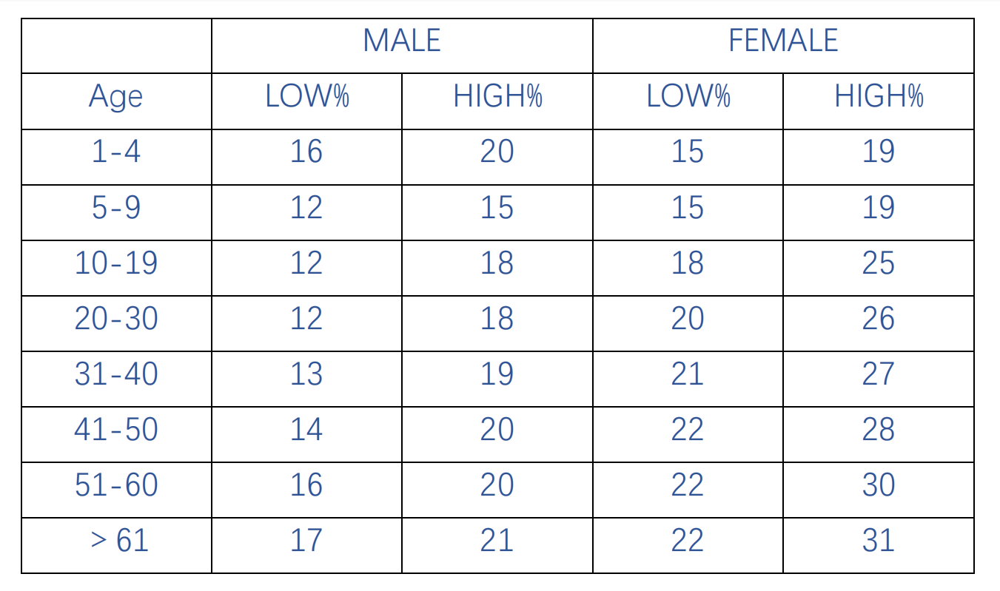 MALE FEMALE
Age LOW% HIGH% LOW% HIGH%
1-4 16 20 15 19
5-9 12 15 15 19
10-19 12 18 18 25
20-30 12 18 20 26
31-40 13 19 21 27
41-50 14 20 22 28
51-60 16 20 22 30
> 61 17 21 22 31